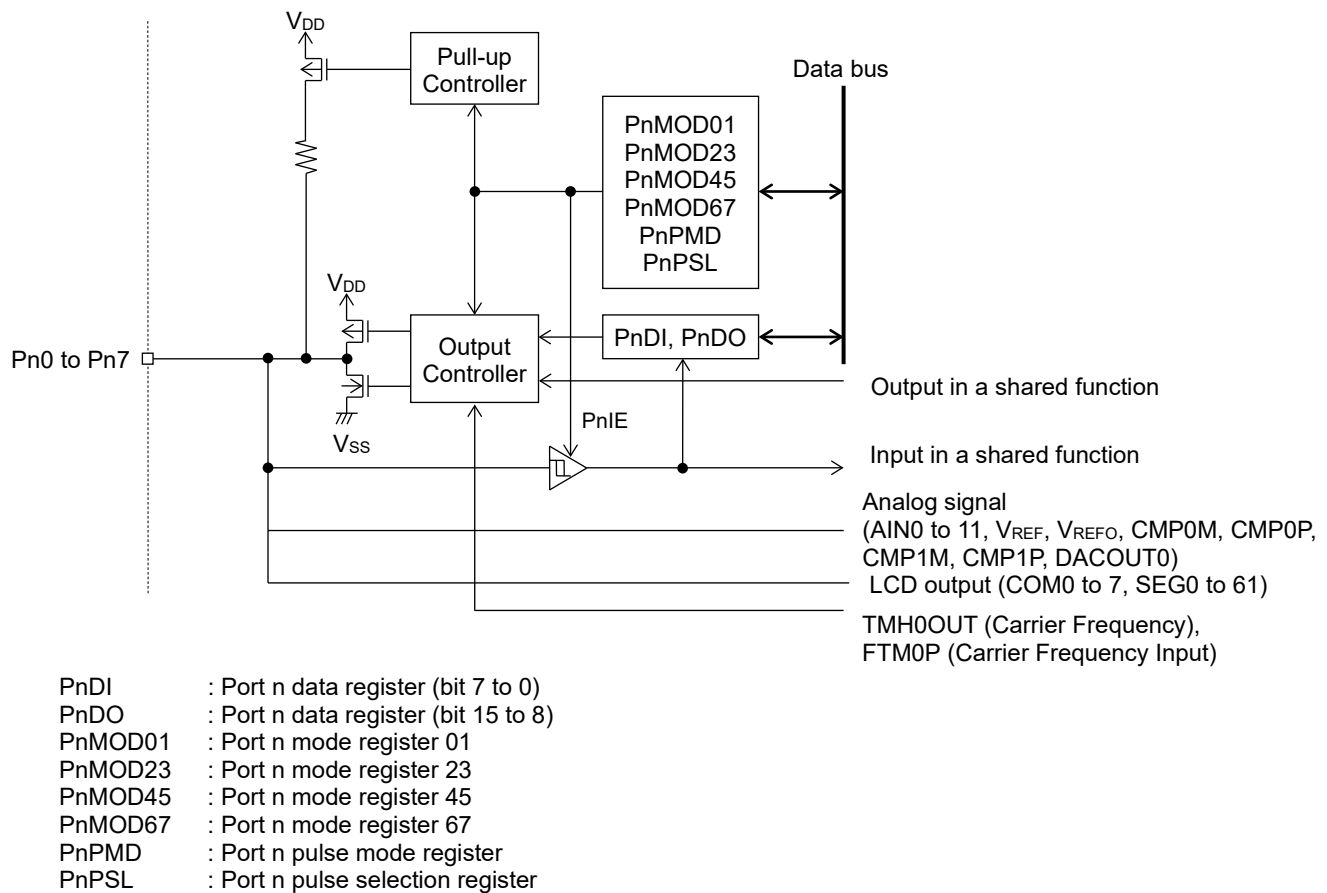 VDD
Pull-up
Controller
Data bus
PnMOD01
PnMOD23
PnMOD45
PnMOD67
PnPMD
PnPSL
VDD
Pn0 to Pn7
Output
Controller
PnDI, PnDO
Output in a shared function
PnIE
VSS
Input in a shared function
Analog signal
(AIN0 to 11, VREF, VREFO, CMP0M, CMP0P,
CMP1M, CMP1P, DACOUT0)
LCD output (COM0 to 7, SEG0 to 61)
TMH0OUT (Carrier Frequency),
FTM0P (Carrier Frequency Input)
PnDI : Port n data register (bit 7 to 0)
PnDO : Port n data register (bit 15 to 8)
PnMOD01 : Port n mode register 01
PnMOD23 : Port n mode register 23
PnMOD45 : Port n mode register 45
PnMOD67 : Port n mode register 67
PnPMD : Port n pulse mode register
PnPSL : Port n pulse selection register